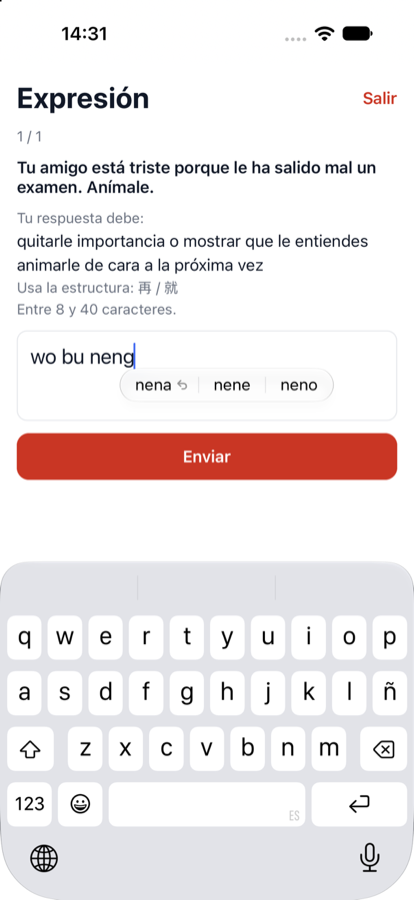 14:31
Expresión
Salir
1 / 1
Tu amigo está triste porque le ha salido mal un
examen. Anímale.
Tu respuesta debe:
quitarle importancia o mostrar que le entiendes
animarle de cara a la próxima vez
Usa la estructura: 再 / 就
Entre 8 y 40 caracteres.
wo bu neng
nena nene neno
Enviar
q w e r t y u i o p
a s d f g h j k l ñ
z x c v b n m
123 ES